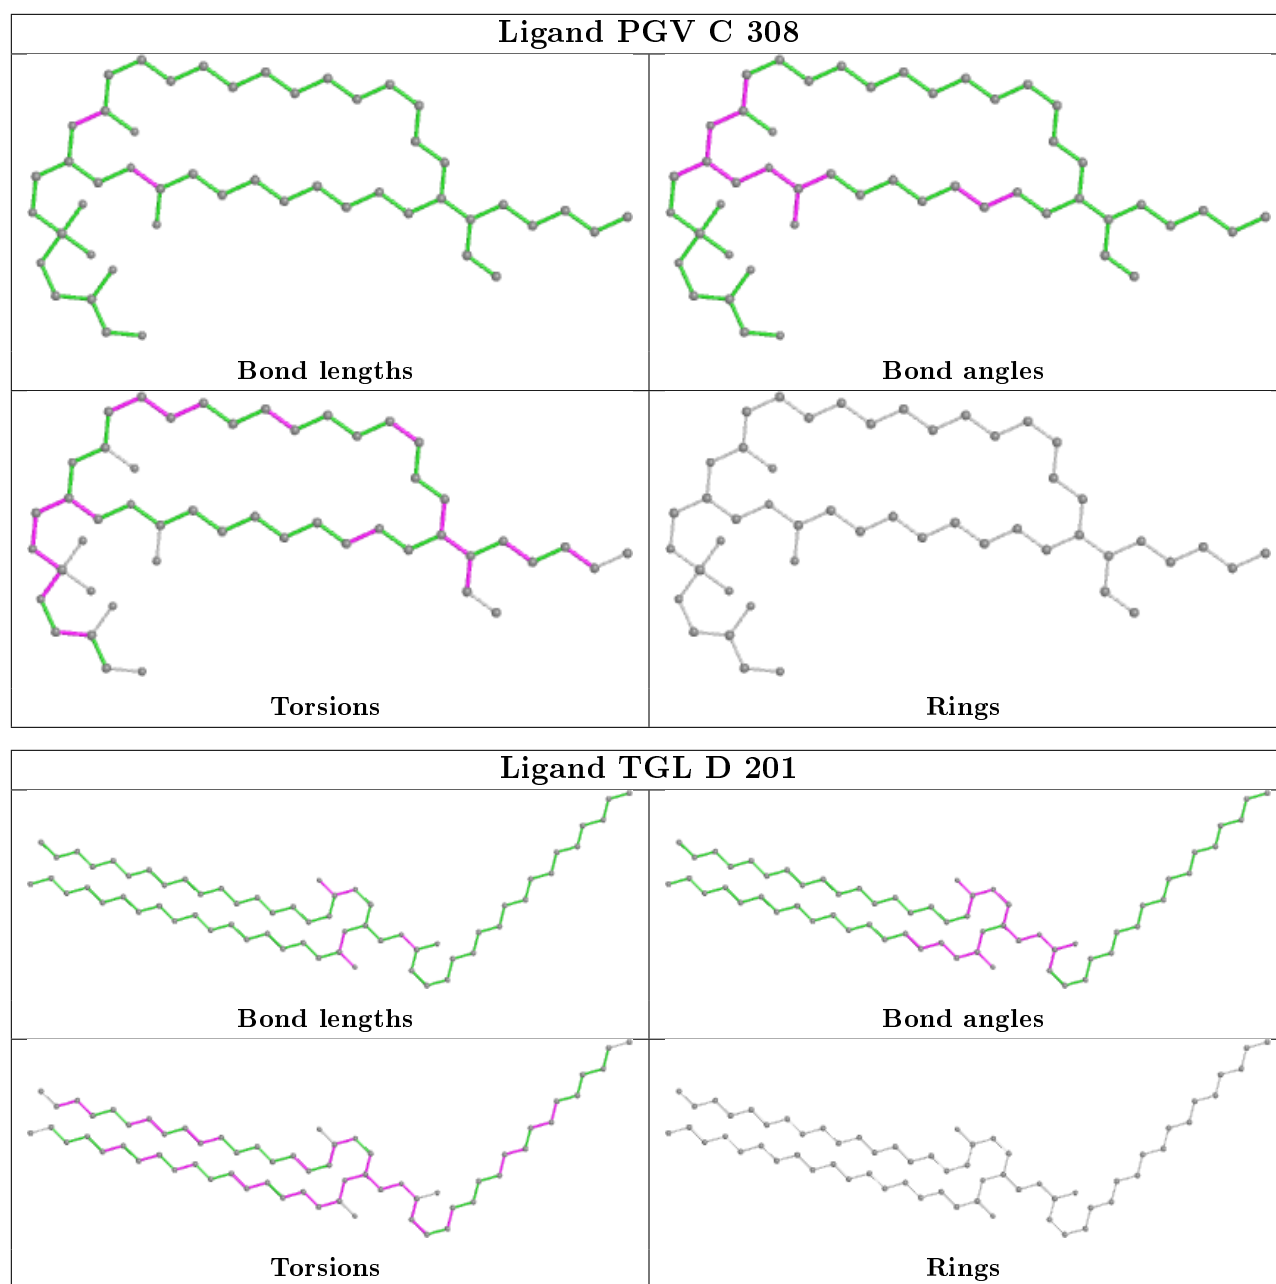 Ligand PGV C 308
Bond lengths
Bond angles
Torsions
Rings
Ligand TGL D 201
Bond lengths
Bond angles
Torsions
Rings